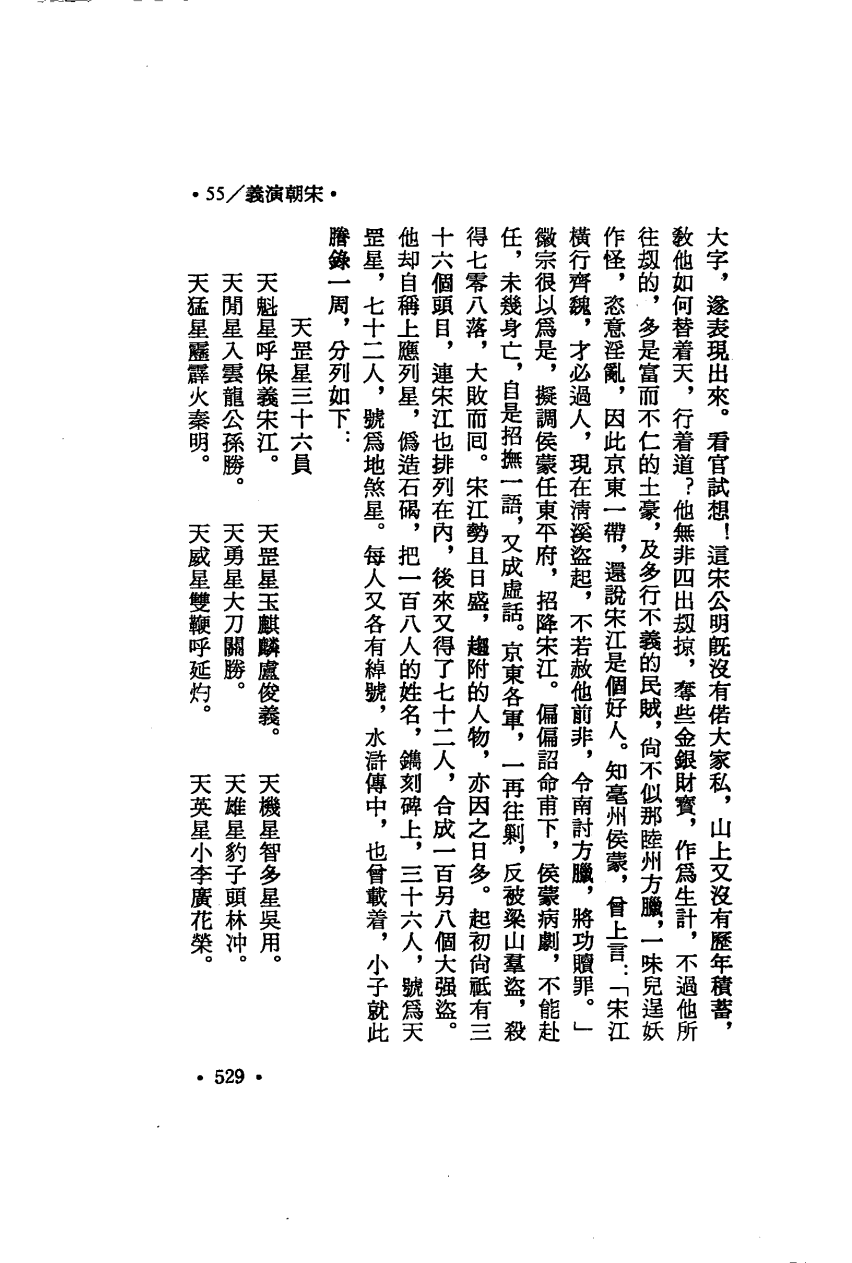 •55／義演朝宋•
大字，遂表現出來。看官試想！這宋公明既沒有偌大家私，山上又沒有歷年積蓄，
教他如何替着天，行着道？他無非四出刼掠，奪些金銀財寶，作爲生計，不過他所
往刼的，多是富而不仁的土豪，及多行不義的民賊，尙不似那睦州方臘，一味兒逞妖
作怪，恣意淫亂，因此京東一帶，還說宋江是個好人。知亳州侯蒙，曾上言：「宋江
橫行齊魏，才必過人，現在淸溪盜起，不若赦他前非，令南討方臘，將功贖罪。」
徽宗很以爲是，擬調侯蒙任東平府，招降宋江。偏偏詔命甫下，侯蒙病劇，不能赴
任，未幾身亡，自是招撫一語，又成虛話。京東各軍，一再往剿，反被梁山羣盜，殺
得七零八落，大敗而囘。宋江勢且日盛，趨附的人物，亦因之日多。起初尙祇有三
十六個頭目，連宋江也排列在內，後來又得了七十二人，合成一百另八個大强盜。
他却自稱上應列星，僞造石碣，把一百八人的姓名，鐫刻碑上，三十六人，號爲天
罡星，七十二人，號爲地煞星。每人又各有綽號，水滸傳中，也曾載着，小子就此
謄錄一周，分列如下：
天罡星三十六員
天魁星呼保義宋江。　天罡星玉麒麟盧俊義。　天機星智多星吳用。
天閒星入雲龍公孫勝。　天勇星大刀關勝。　天雄星豹子頭林冲。
天猛星霹靂火秦明。　天威星雙鞭呼延灼。　天英星小李廣花榮。
•529•